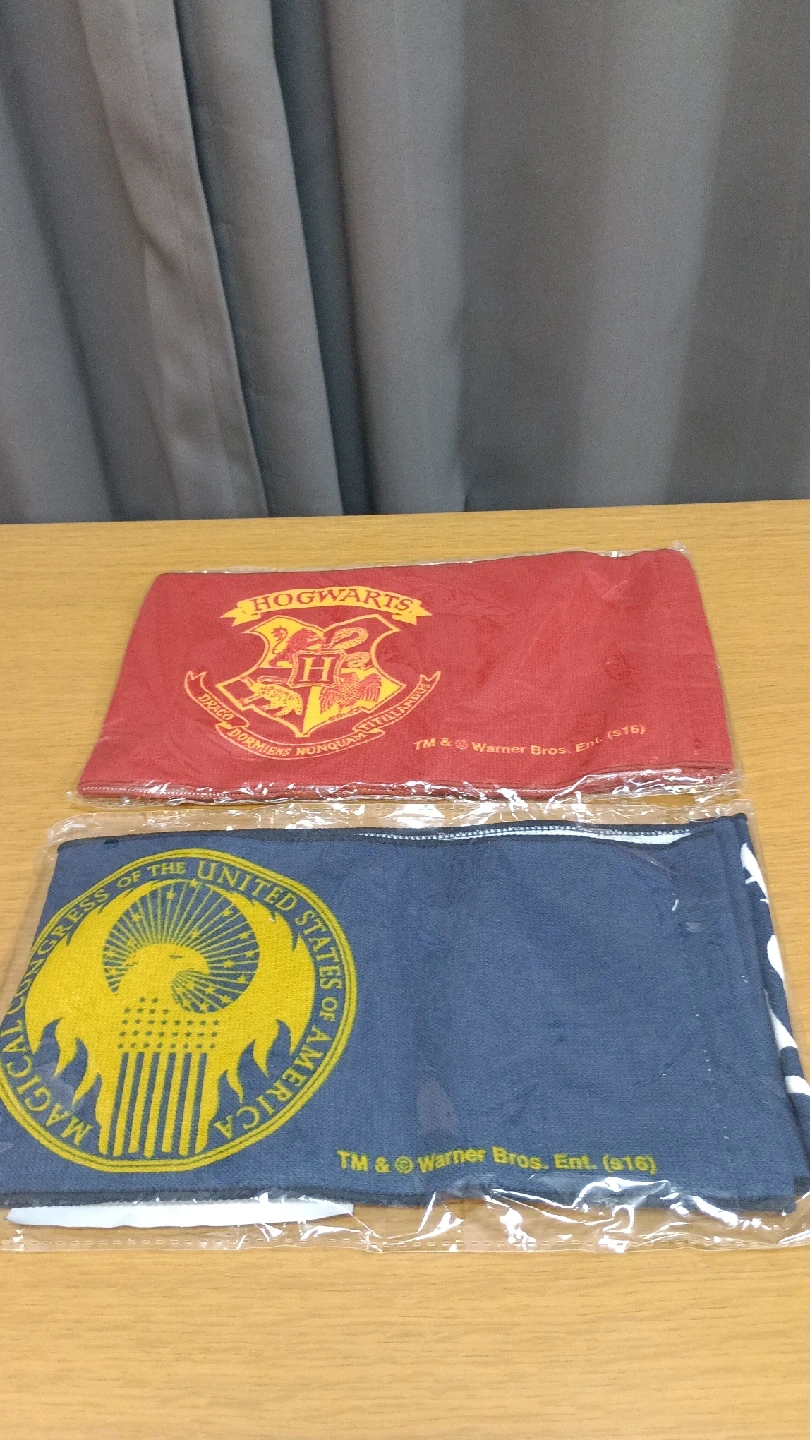 HOGWARTS
H
DRACO DORMIENS NUNQUAM TITILLANDUS
TM & © Warner Bros. Ent. (s16)
MAGICAL CONGRESS OF THE UNITED STATES OF AMERICA
TM & © Warner Bros. Ent. (s16)